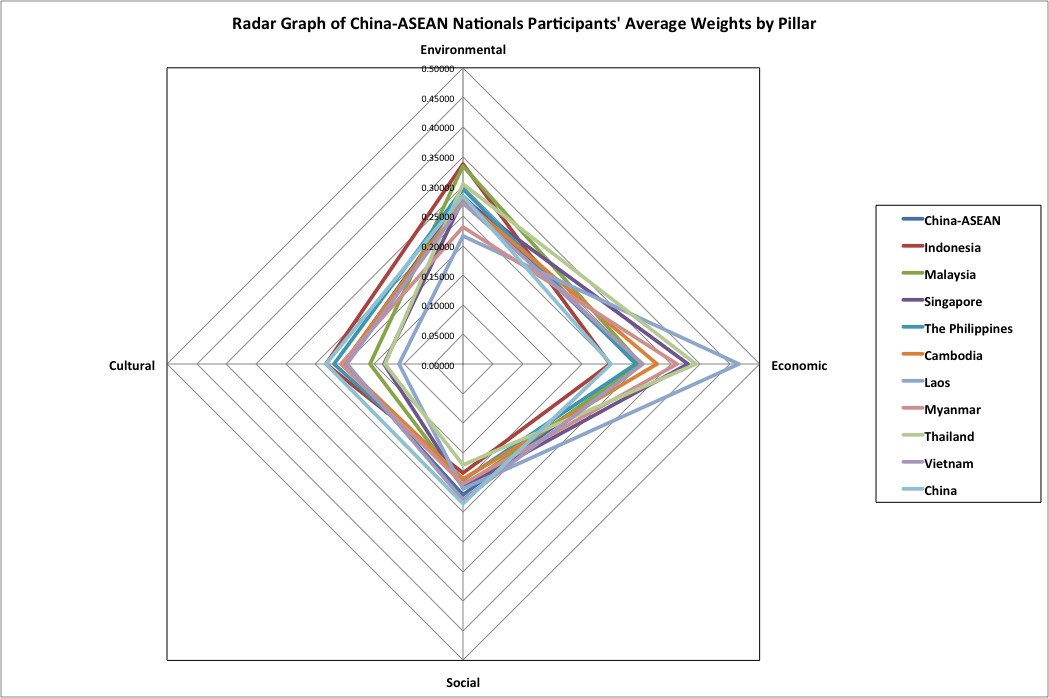 Radar Graph of China-ASEAN Nationals Participants' Average Weights by Pillar
Environmental
0.50000
0.45000
0.40000
0.35000
0.30000
0.25000
0.20000
0.15000
0.10000
0.05000
0.00000
Cultural
Economic
Social
China-ASEAN
Indonesia
Malaysia
Singapore
The Philippines
Cambodia
Laos
Myanmar
Thailand
Vietnam
China